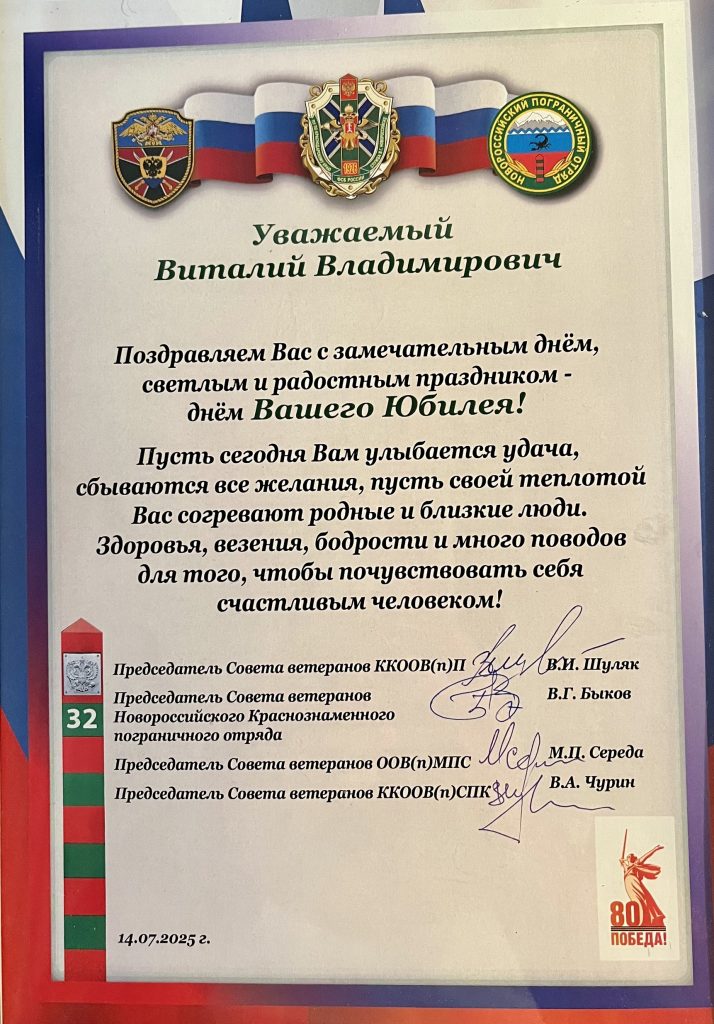 НОВОРОССИЙСКИЙ ПОГРАНИЧНЫЙ ОТРЯД
ФСБ РОССИИ
Уважаемый
Виталий Владимирович
Поздравляем Вас с замечательным днём,
светлым и радостным праздником -
днём Вашего Юбилея!
Пусть сегодня Вам улыбается удача,
сбываются все желания, пусть своей теплотой
Вас согревают родные и близкие люди.
Здоровья, везения, бодрости и много поводов
для того, чтобы почувствовать себя
счастливым человеком!
Председатель Совета ветеранов ККООВ(п)П В.И. Шуляк
Председатель Совета ветеранов В.Г. Быков
Новороссийского Краснознаменного
пограничного отряда
Председатель Совета ветеранов ООВ(п)МПС М.Ц. Середа
Председатель Совета ветеранов ККООВ(п)СПК В.А. Чурин
32
14.07.2025 г.
80
ПОБЕДА!